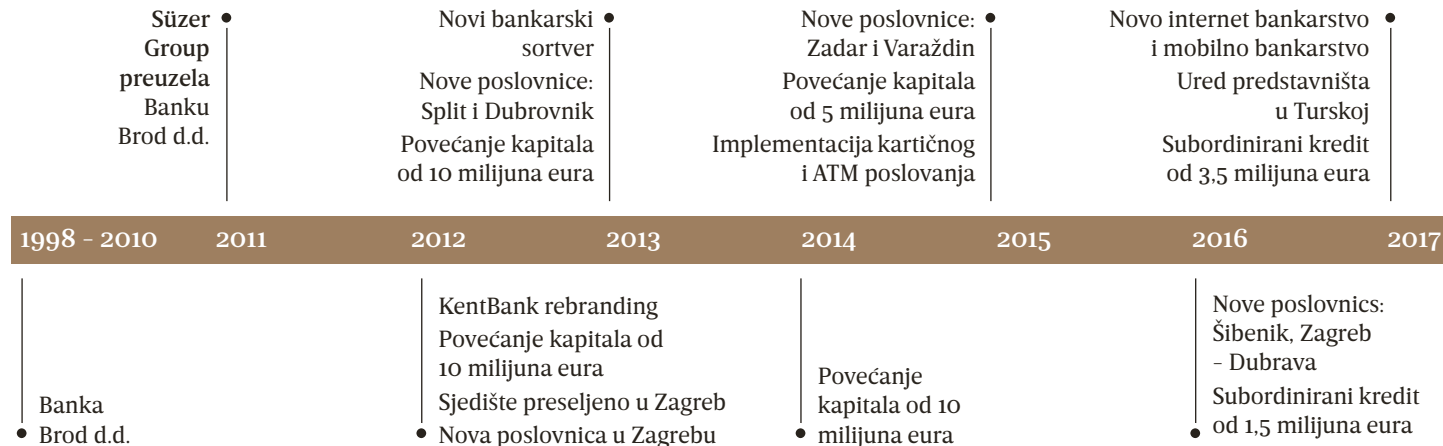 Süzer
Group
preuzela
Banku
Brod d.d.
Novi bankarski
sortver
Nove poslovnice:
Split i Dubrovnik
Povećanje kapitala
od 10 milijuna eura
Nove poslovnice:
Zadar i Varaždin
Povećanje kapitala
od 5 milijuna eura
Implementacija kartičnog
i ATM poslovanja
Novo internet bankarstvo
i mobilno bankarstvo
Ured predstavništa
u Turskoj
Subordinirani kredit
od 3,5 milijuna eura
1998 - 2010 2011 2012 2013 2014 2015 2016 2017
Banka
Brod d.d.
KentBank rebranding
Povećanje kapitala od
10 milijuna eura
Sjedište preseljeno u Zagreb
Nova poslovnica u Zagrebu
Povećanje
kapitala od 10
milijuna eura
Nove poslovnics:
Šibenik, Zagreb
– Dubrava
Subordinirani kredit
od 1,5 milijuna eura